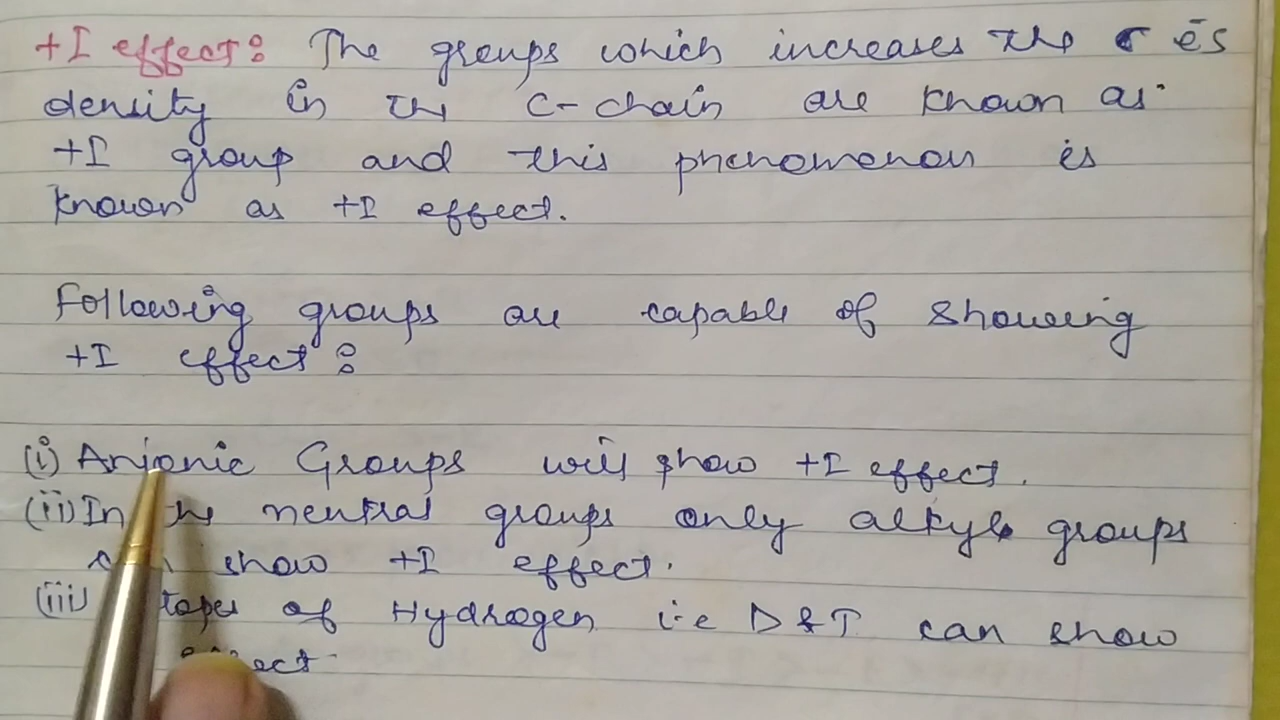 +I effect: The groups which increases the σ ēs
density in the C-chain are known as
+I group and this phenomenon is
known as +I effect.
Following groups are capable of showing
+I effect:
(i) Anionic Groups will show +I effect.
(ii) In the neutral groups only alkyl groups
show +I effect.
(iii) of Hydrogen i.e D & T can show